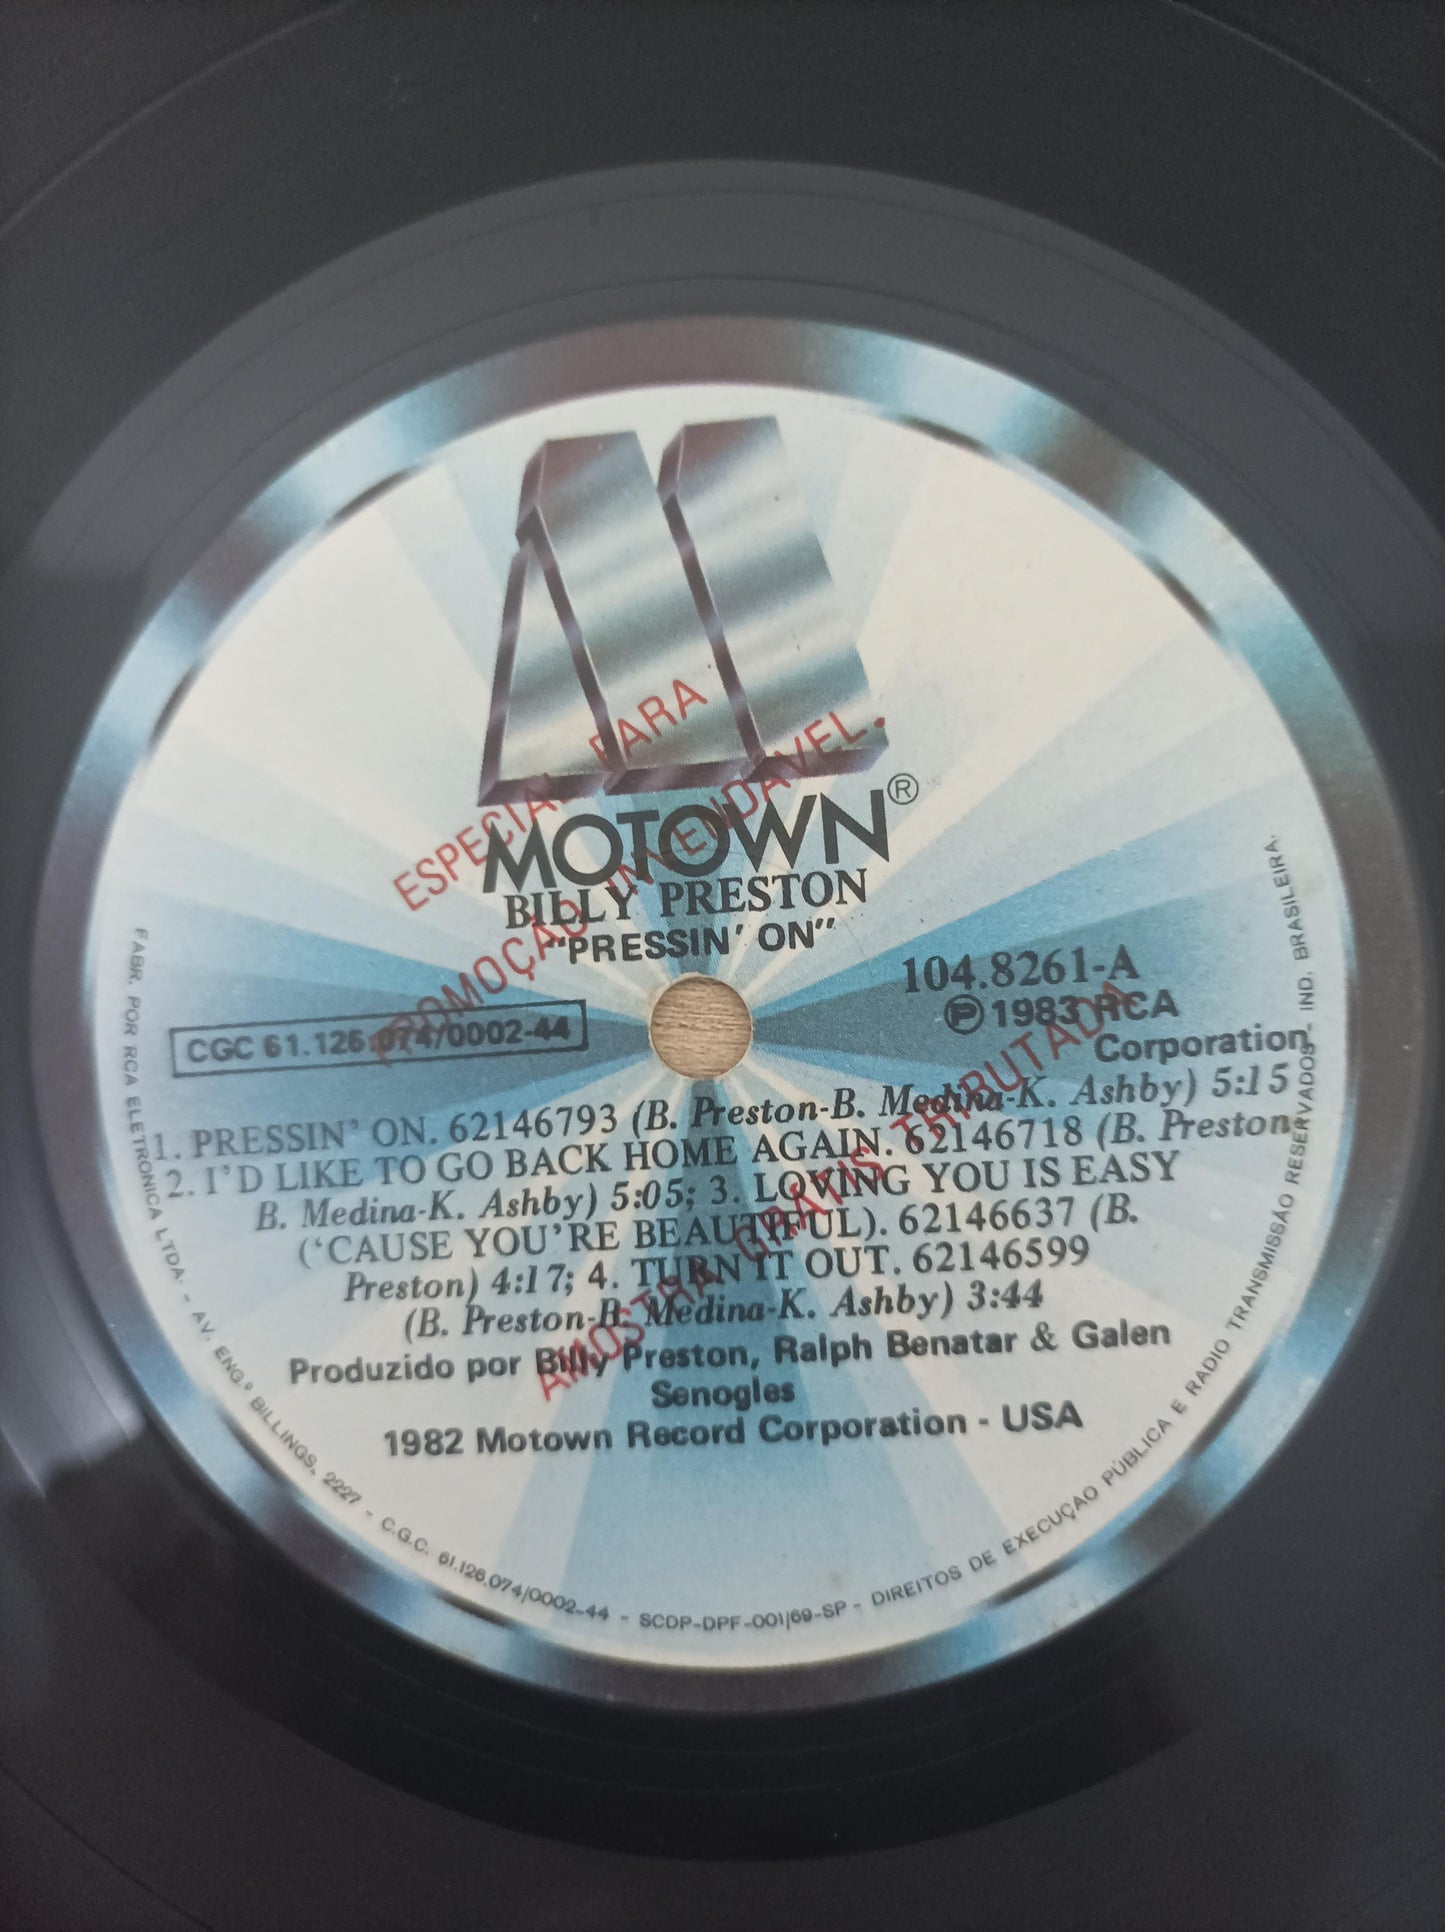 MOTOWN®
BILLY PRESTON
"PRESSIN' ON"
104.8261-A
Ⓟ 1983 RCA
Corporation
CGC 61.126.074/0002-44
1. PRESSIN' ON. 62146793 (B. Preston-B. Medina-K. Ashby) 5:15
2. I'D LIKE TO GO BACK HOME AGAIN. 62146718 (B. Preston-
B. Medina-K. Ashby) 5:05; 3. LOVING YOU IS EASY
('CAUSE YOU'RE BEAUTIFUL). 62146637 (B.
Preston) 4:17; 4. TURN IT OUT. 62146599
(B. Preston-B. Medina-K. Ashby) 3:44
Produzido por Billy Preston, Ralph Benatar & Galen
Senogles
1982 Motown Record Corporation - USA
ESPECIAL PARA
PROMOÇÃO INVENDAVEL.
AMOSTRA GRATIS TRIBUTADA
FABR. POR RCA ELETRONICA LTDA. - AV. ENG.º BILLINGS, 2227 - C.G.C. 61.126.074/0002-44 - SCDP-DPF-001/69-SP - DIREITOS DE EXECUÇÃO PÚBLICA E RADIO TRANSMISSÃO RESERVADOS - IND. BRASILEIRA.